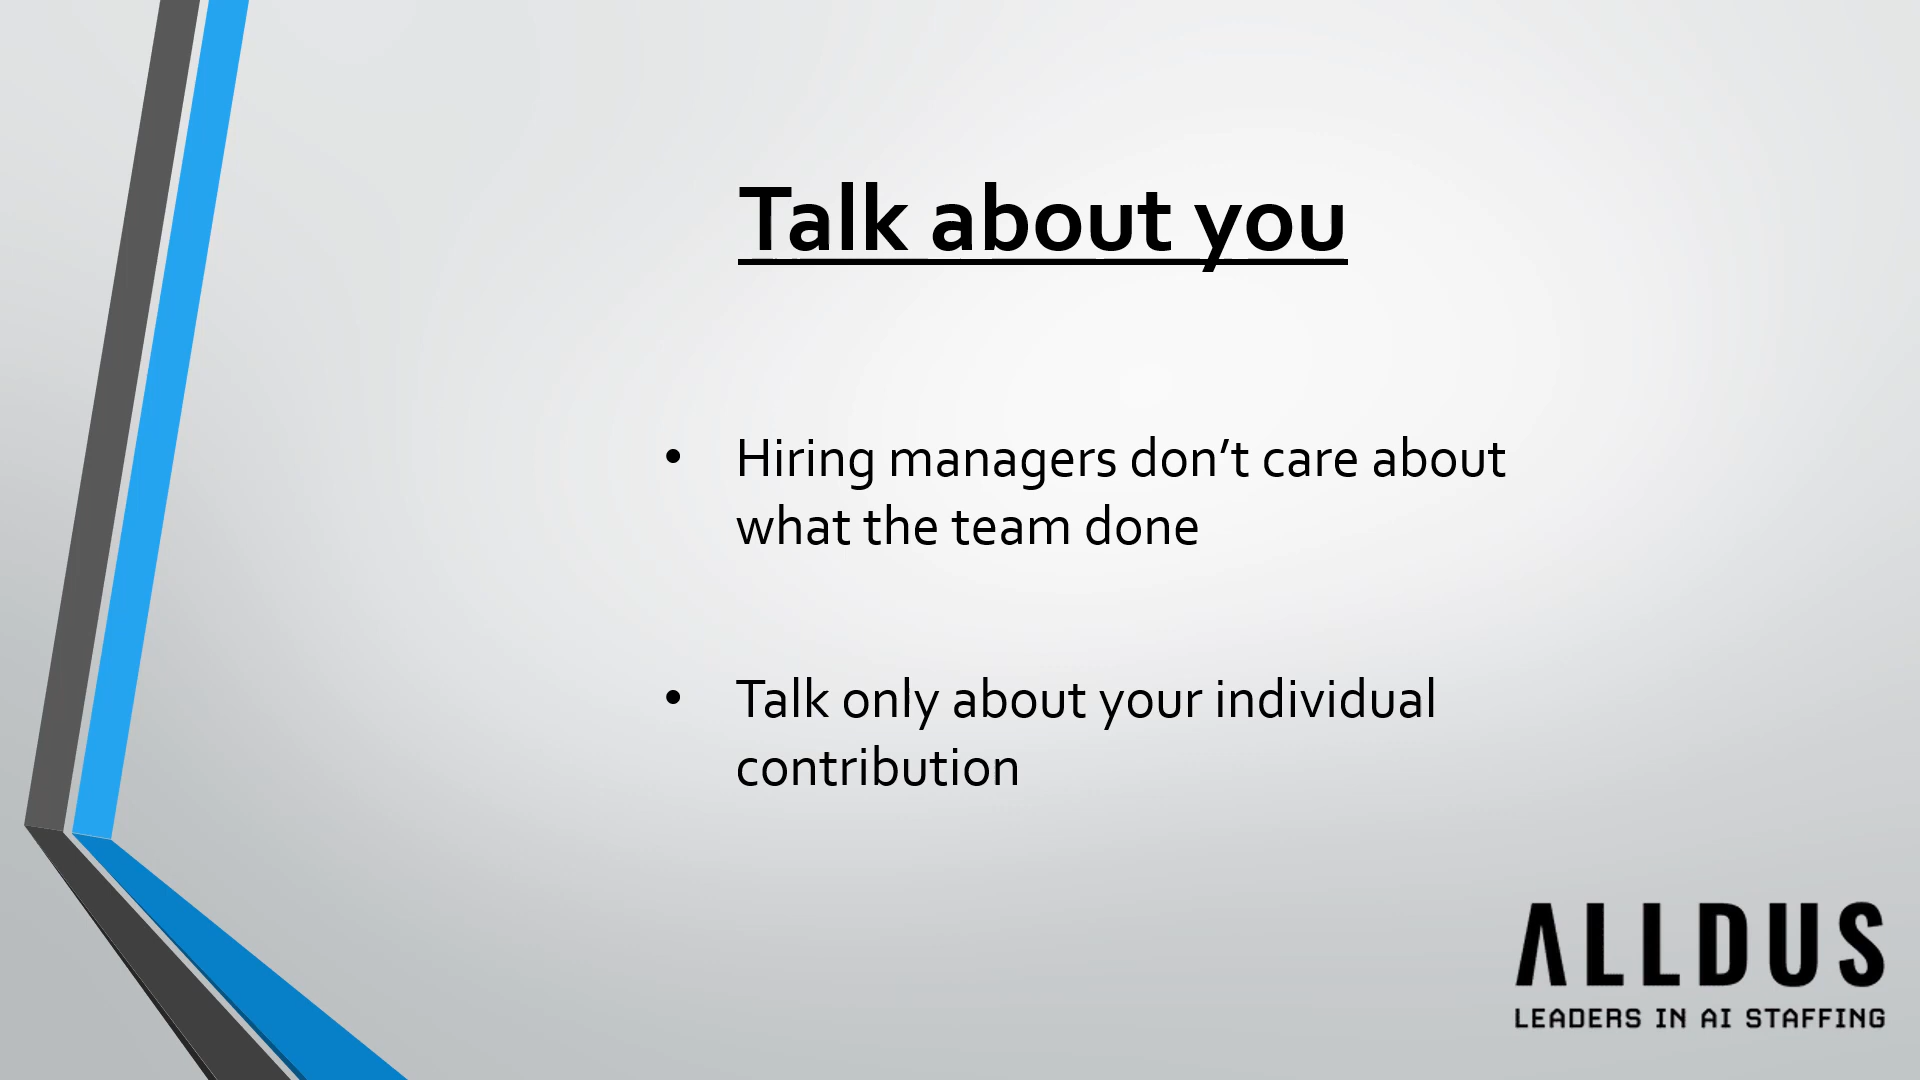 Talk about you
• Hiring managers don’t care about
what the team done
• Talk only about your individual
contribution
ALLDUS
LEADERS IN AI STAFFING